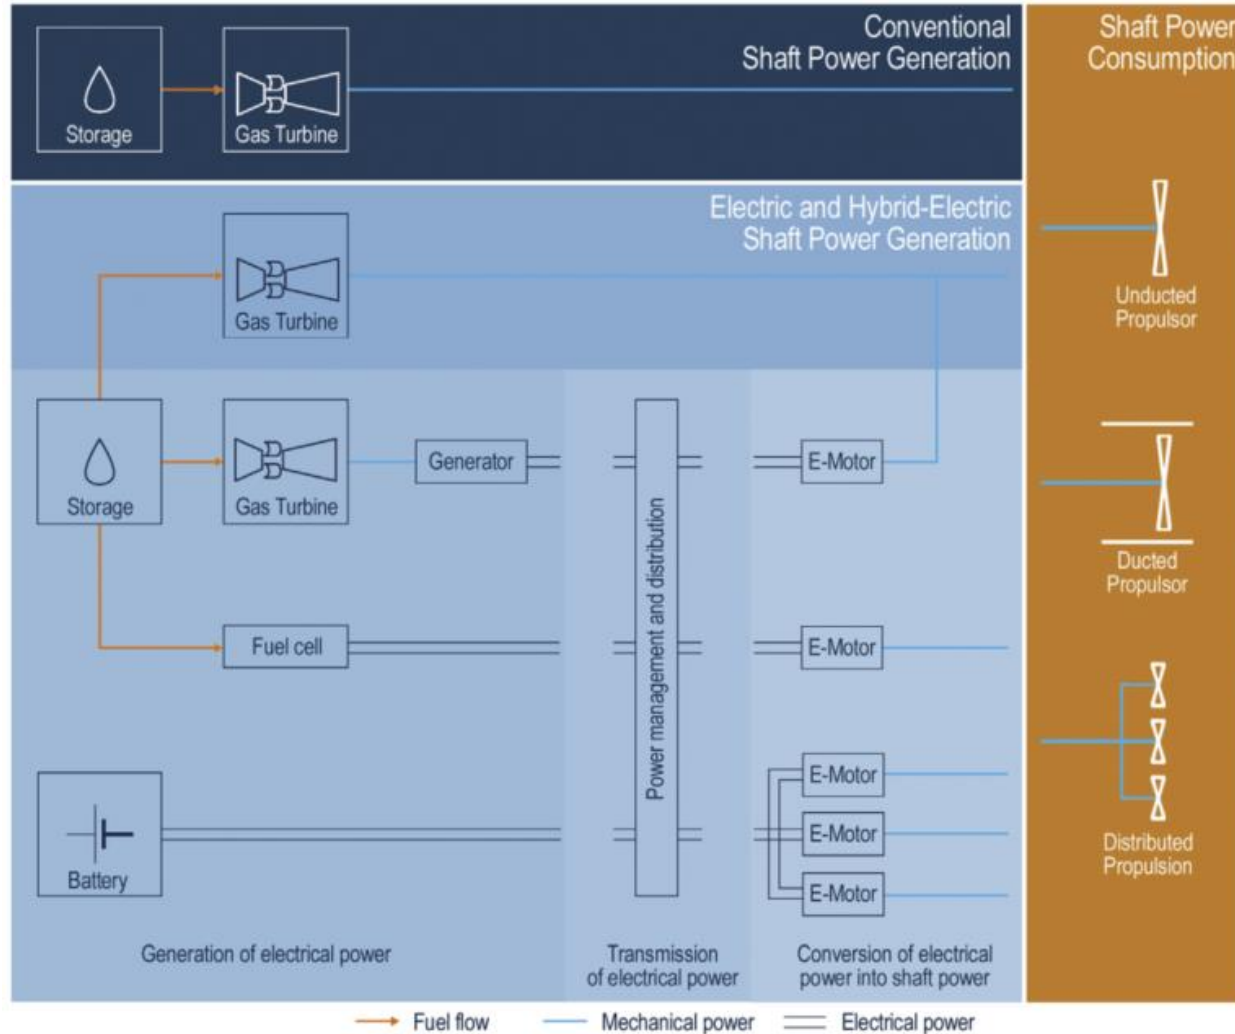 Conventional
Shaft Power Generation
Shaft Power
Consumption
Storage
Gas Turbine
Electric and Hybrid-Electric
Shaft Power Generation
Gas Turbine
Unducted
Propulsor
Storage
Gas Turbine
Generator
E-Motor
Power management and distribution
Ducted
Propulsor
Fuel cell
E-Motor
E-Motor
E-Motor
E-Motor
Battery
Distributed
Propulsion
Generation of electrical power
Transmission
of electrical power
Conversion of electrical
power into shaft power
Fuel flow
Mechanical power
Electrical power